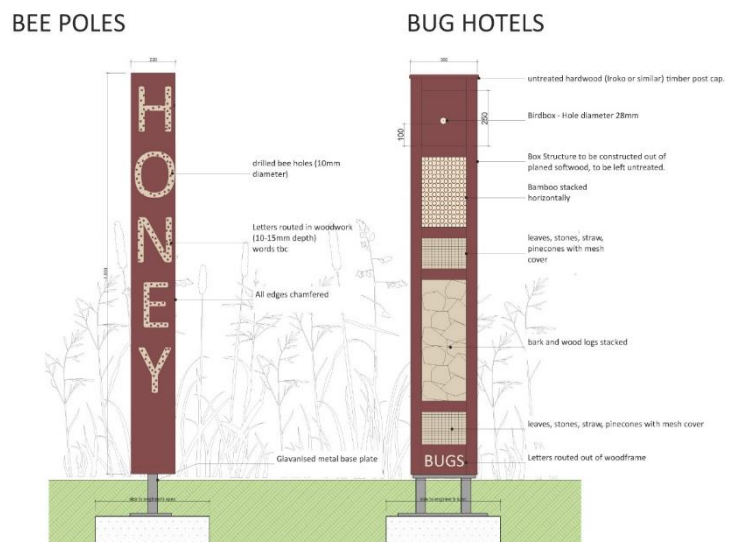 BEE POLES
BUG HOTELS
HONEY
drilled bee holes (10mm
diameter)
Letters routed in woodwork
(10-15mm depth)
words tbc
All edges chamfered
Glavanised metal base plate
100
250
untreated hardwood (Iroko or similar) timber post cap.
Birdbox - Hole diameter 28mm
Box Structure to be constructed out of
planed softwood, to be left untreated.
Bamboo stacked
horizontally
leaves, stones, straw,
pinecones with mesh
cover
bark and wood logs stacked
leaves, stones, straw, pinecones with mesh cover
BUGS
Letters routed out of woodframe